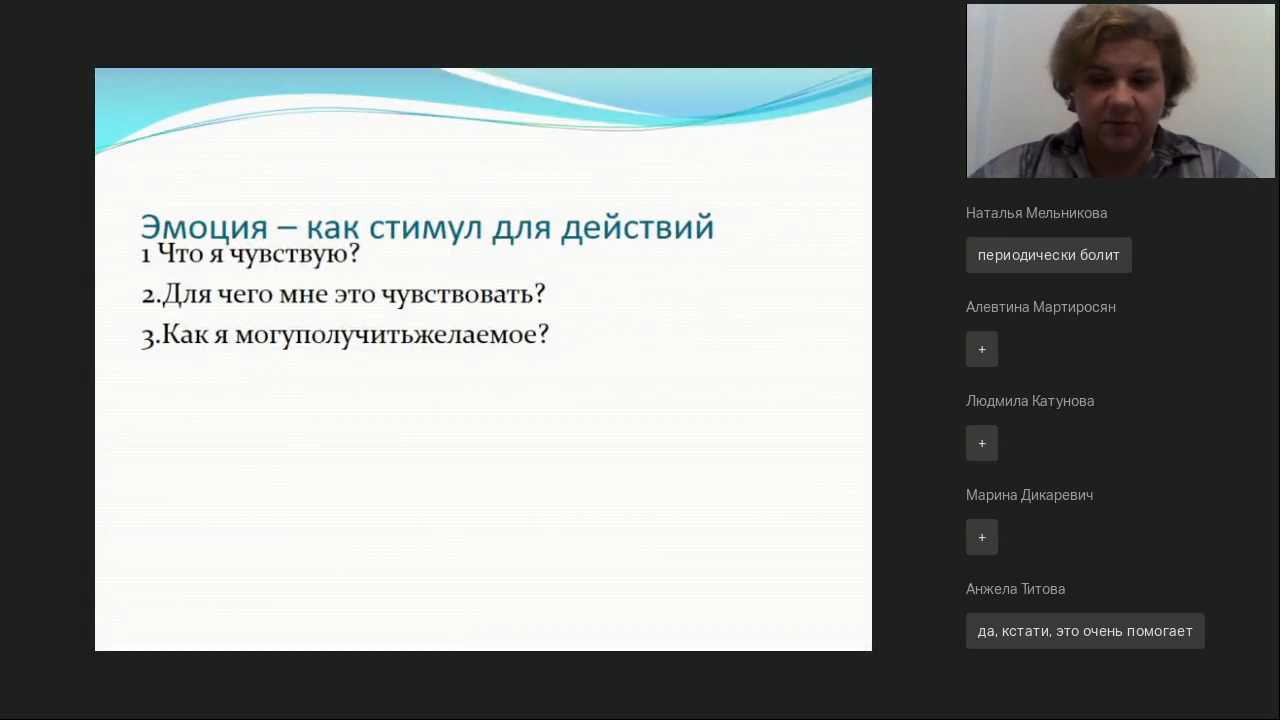 Эмоция – как стимул для действий
1 Что я чувствую?
2.Для чего мне это чувствовать?
3.Как я могуполучитьжелаемое?
Наталья Мельникова
периодически болит
Алевтина Мартиросян
+
Людмила Катунова
+
Марина Дикаревич
+
Анжела Титова
да, кстати, это очень помогает